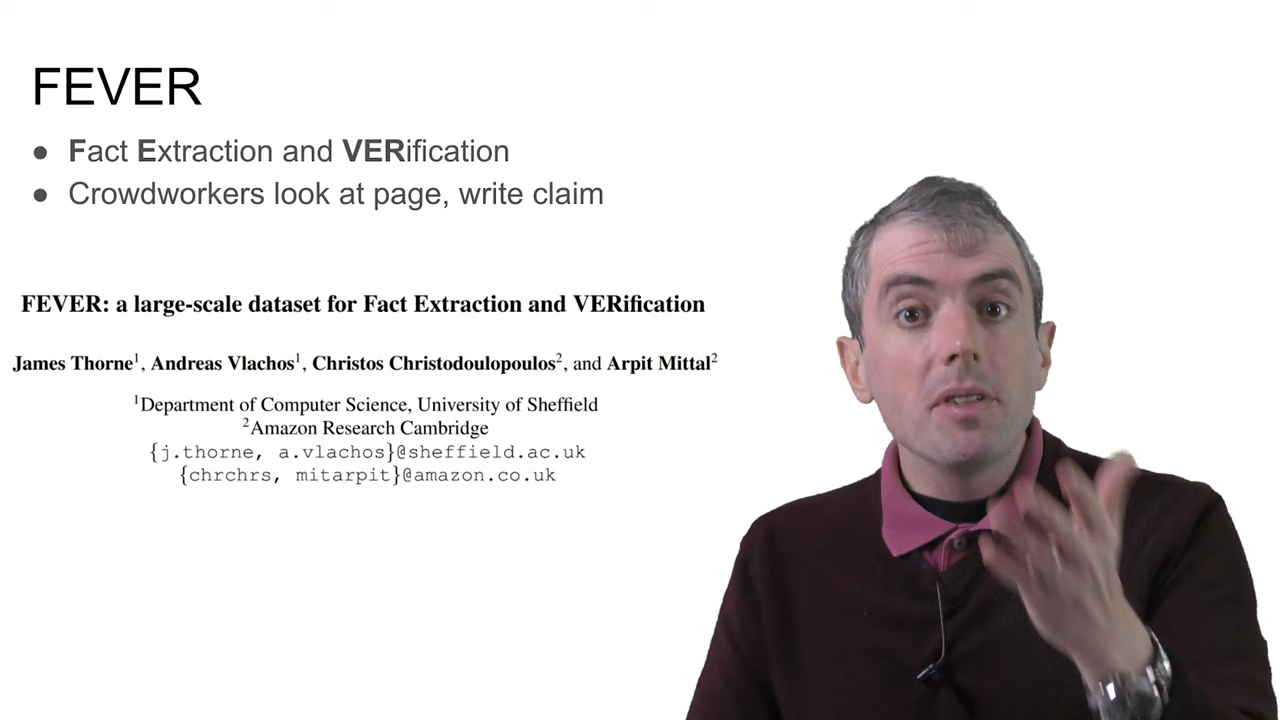 FEVER
● Fact Extraction and VERification
● Crowdworkers look at page, write claim
FEVER: a large-scale dataset for Fact Extraction and VERification
James Thorne¹, Andreas Vlachos¹, Christos Christodoulopoulos², and Arpit Mittal²
¹Department of Computer Science, University of Sheffield
²Amazon Research Cambridge
{j.thorne, a.vlachos}@sheffield.ac.uk
{chrchrs, mitarpit}@amazon.co.uk